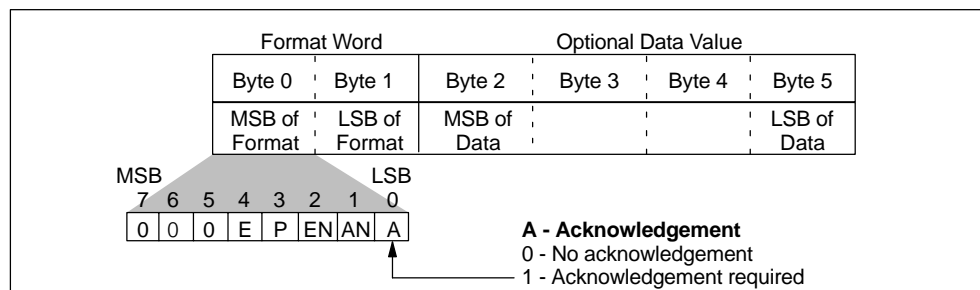 Format Word Optional Data Value
Byte 0 Byte 1 Byte 2 Byte 3 Byte 4 Byte 5
MSB of LSB of MSB of LSB of
Format Format Data Data
MSB LSB
7 6 5 4 3 2 1 0
0 0 0 E P EN AN A
A - Acknowledgement
0 - No acknowledgement
1 - Acknowledgement required